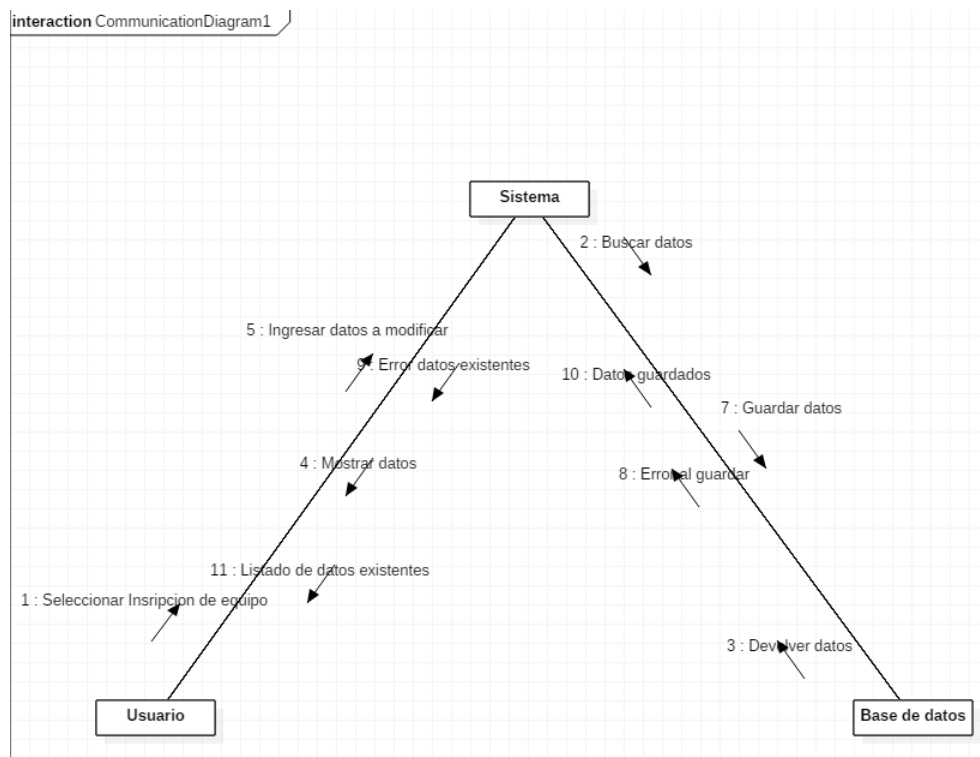 interaction CommunicationDiagram1
Sistema
2 : Buscar datos
5 : Ingresar datos a modificar
9 : Error datos existentes
10 : Datos guardados
7 : Guardar datos
4 : Mostrar datos
8 : Error al guardar
11 : Listado de datos existentes
1 : Seleccionar Insripcion de equipo
3 : Devolver datos
Usuario
Base de datos